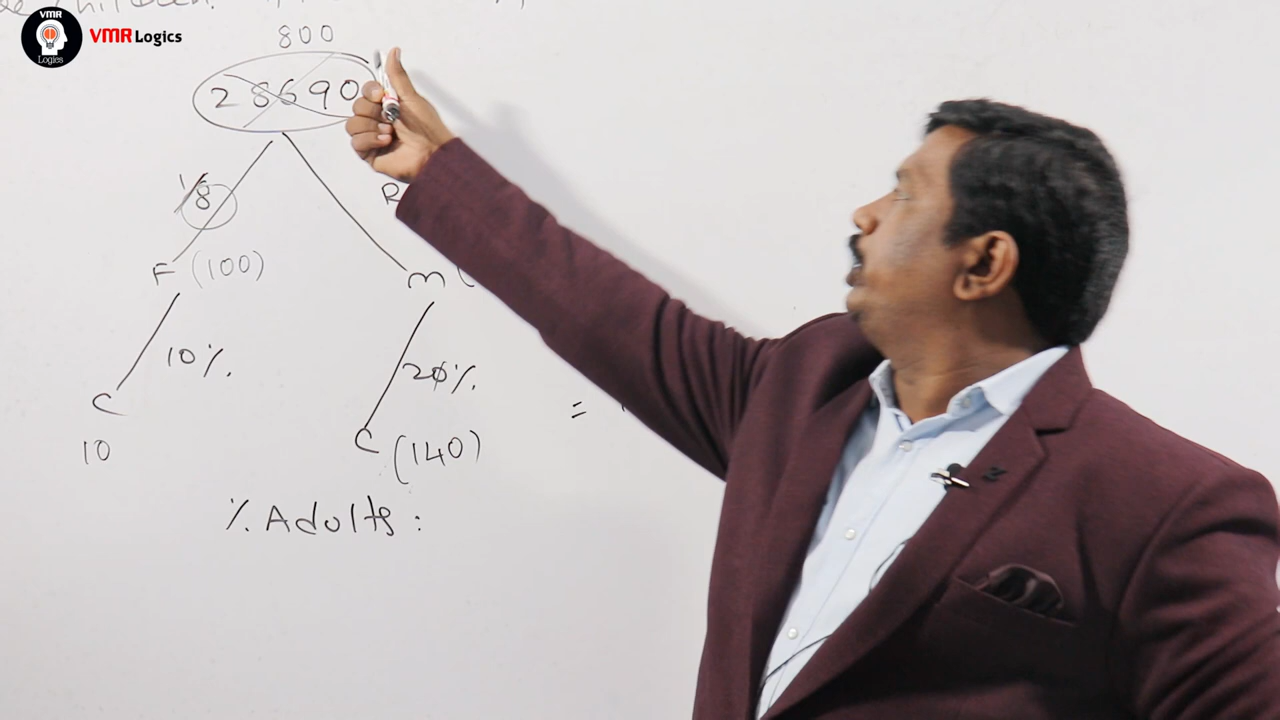 VMR
Logics
VMR Logics
800
28690
1/8
R
F (100)
m (
10%.
20%.
C
10
C (140)
=
%. Adults: